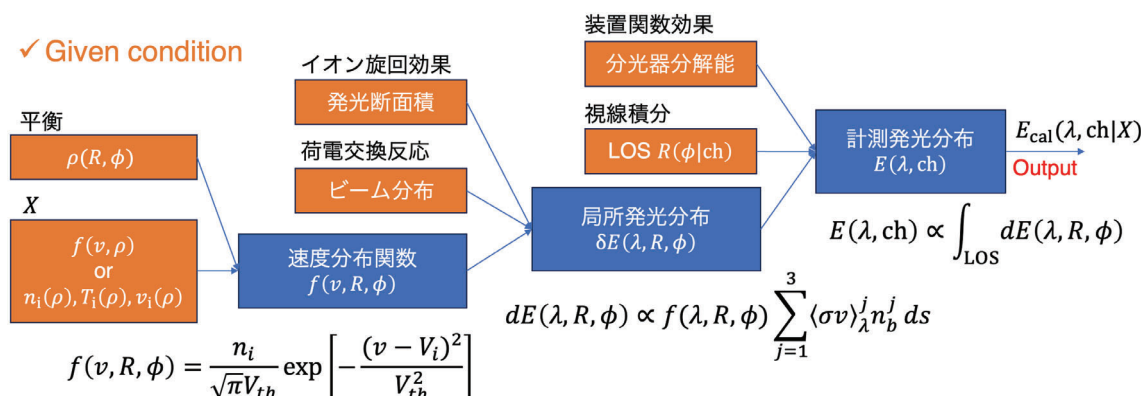 ✓ Given condition
平衡
ρ(R, ϕ)
X
f(v, ρ)
or
n_i(ρ), T_i(ρ), v_i(ρ)
イオン旋回効果
発光断面積
荷電交換反応
ビーム分布
速度分布関数
f(v, R, ϕ)
f(v, R, ϕ) = n_i / (√π V_th) exp[−(v − V_i)² / V_th²]
装置関数効果
分光器分解能
視線積分
LOS R(ϕ|ch)
局所発光分布
δE(λ, R, ϕ)
dE(λ, R, ϕ) ∝ f(λ, R, ϕ) ∑_{j=1}^{3} ⟨σv⟩_λ^j n_b^j ds
計測発光分布
E(λ, ch)
E_cal(λ, ch|X)
Output
E(λ, ch) ∝ ∫_LOS dE(λ, R, ϕ)